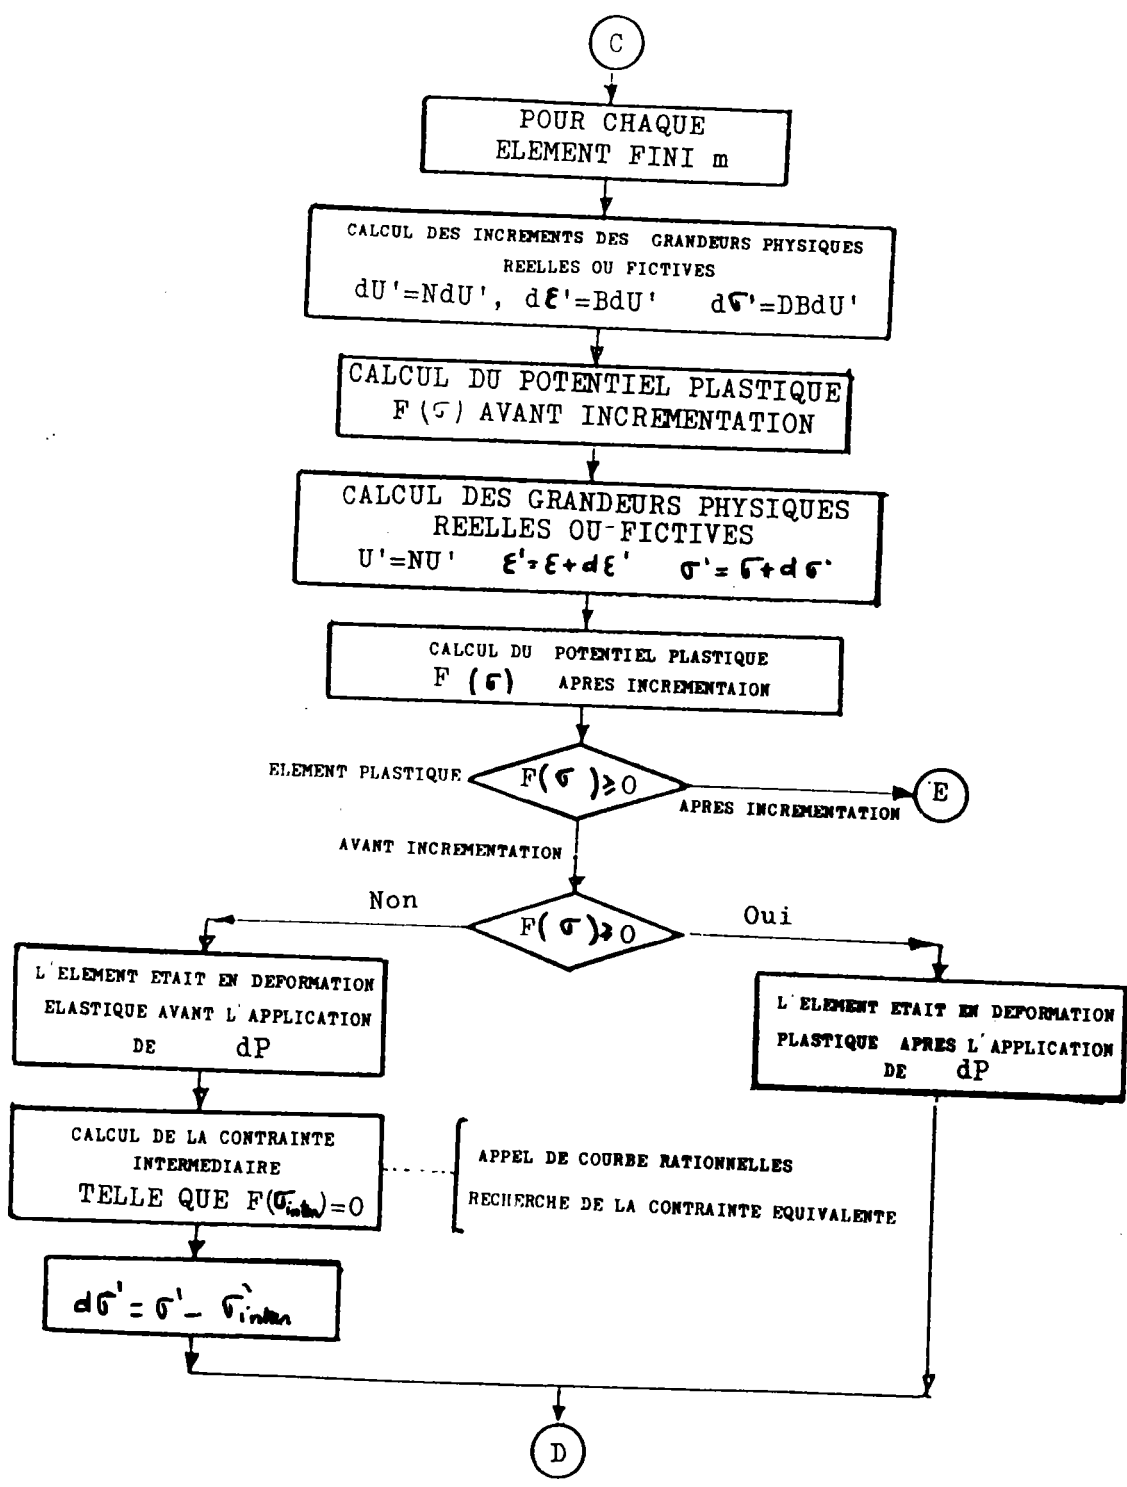 C
POUR CHAQUE
ELEMENT FINI m
CALCUL DES INCREMENTS DES GRANDEURS PHYSIQUES
REELLES OU FICTIVES
dU'=NdU', dε'=BdU' dσ'=DBdU'
CALCUL DU POTENTIEL PLASTIQUE
F(σ) AVANT INCREMENTATION
CALCUL DES GRANDEURS PHYSIQUES
REELLES OU-FICTIVES
U'=NU' ε'=ε+dε' σ'=σ+dσ'
CALCUL DU POTENTIEL PLASTIQUE
F (σ) APRES INCREMENTAION
ELEMENT PLASTIQUE
F(σ)≥0
APRES INCREMENTATION
E
AVANT INCREMENTATION
Non
F(σ)≥0
Oui
L'ELEMENT ETAIT EN DEFORMATION
ELASTIQUE AVANT L'APPLICATION
DE dP
L'ELEMENT ETAIT EN DEFORMATION
PLASTIQUE APRES L'APPLICATION
DE dP
CALCUL DE LA CONTRAINTE
INTERMEDIAIRE
TELLE QUE F(σinten)=0
APPEL DE COURBE RATIONNELLES
RECHERCHE DE LA CONTRAINTE EQUIVALENTE
dσ'=σ'-σ'inten
D